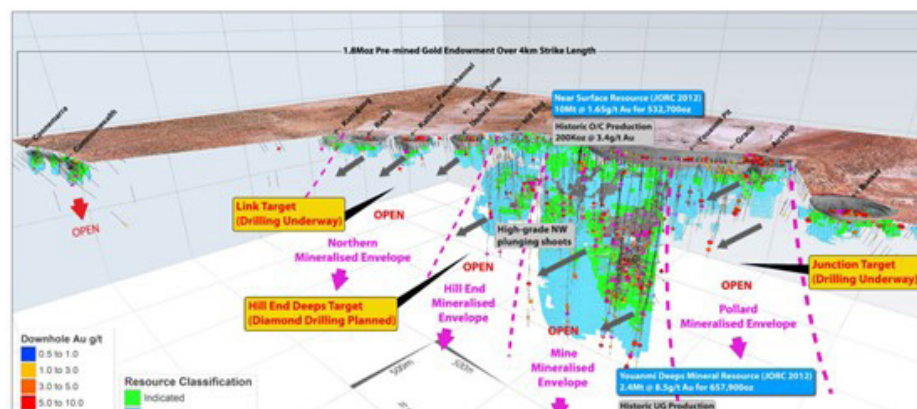 1.8Moz Pre-mined Gold Endowment Over 4km Strike Length
Connemarra
Commonwealth
Rebel
Near Surface Resource (JORC 2012)
10Mt @ 1.65g/t Au for 532,700oz
Historic O/C Production
200Koz @ 3.4g/t Au
OPEN
Link Target
(Drilling Underway)
OPEN
Northern
Mineralised Envelope
High-grade NW
plunging shoots
OPEN
Hill End Deeps Target
(Diamond Drilling Planned)
Hill End
Mineralised
Envelope
OPEN
Mine
Mineralised
Envelope
Junction Target
(Drilling Underway)
OPEN
Pollard
Mineralised Envelope
Youanmi Deeps Mineral Resource (JORC 2012)
2.4Mt @ 8.5g/t Au for 657,900oz
Historic UG Production
Downhole Au g/t
0.5 to 1.0
1.0 to 3.0
3.0 to 5.0
5.0 to 10.0
Resource Classification
Indicated
500m
500m